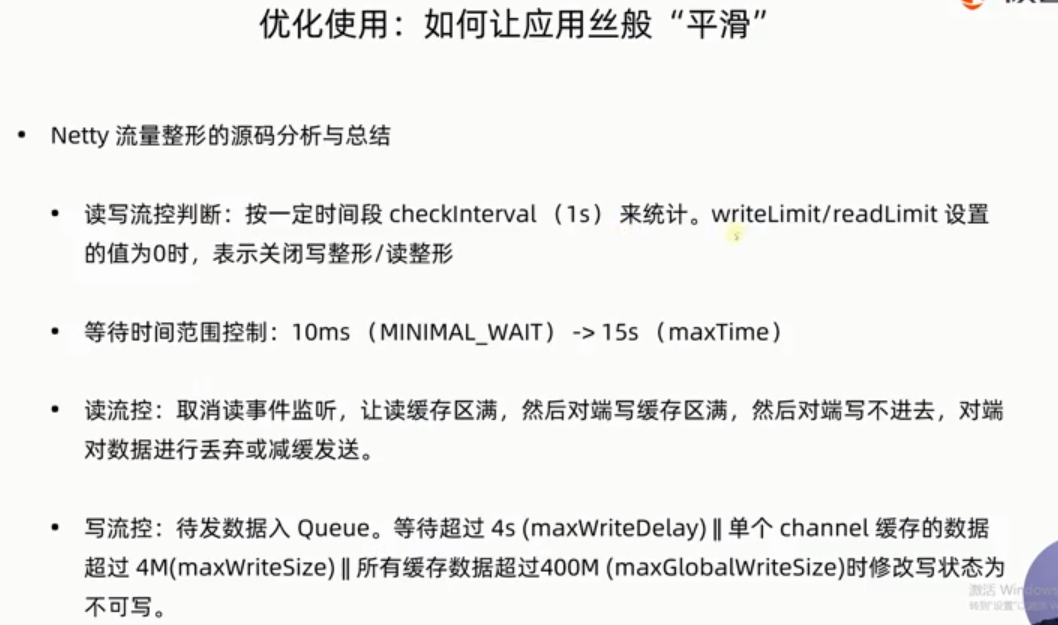 优化使用：如何让应用丝般“平滑”
• Netty 流量整形的源码分析与总结
• 读写流控判断：按一定时间段 checkInterval （1s） 来统计。writeLimit/readLimit 设置
的值为0时，表示关闭写整形/读整形
• 等待时间范围控制：10ms （MINIMAL_WAIT） -> 15s （maxTime）
• 读流控：取消读事件监听，让读缓存区满，然后对端写缓存区满，然后对端写不进去，对端
对数据进行丢弃或减缓发送。
• 写流控：待发数据入 Queue。等待超过 4s (maxWriteDelay) || 单个 channel 缓存的数据
超过 4M(maxWriteSize) || 所有缓存数据超过400M (maxGlobalWriteSize)时修改写状态为
不可写。
激活 Windows